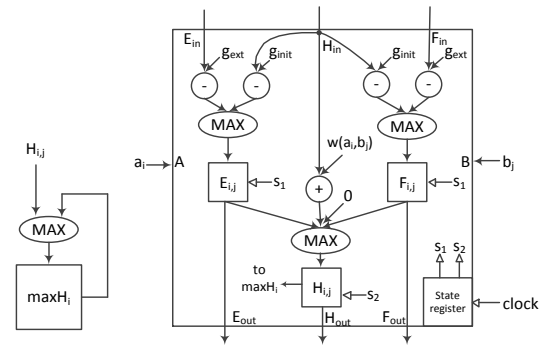 E_in H_in F_in
g_ext g_init g_init g_ext
- - - -
MAX MAX
w(a_i,b_j)
H_i,j
a_i A B b_j
E_i,j s_1 + F_i,j s_1
0
MAX MAX
s_1 s_2
to
maxH_i H_i,j s_2
maxH_i
State
register
clock
E_out H_out F_out